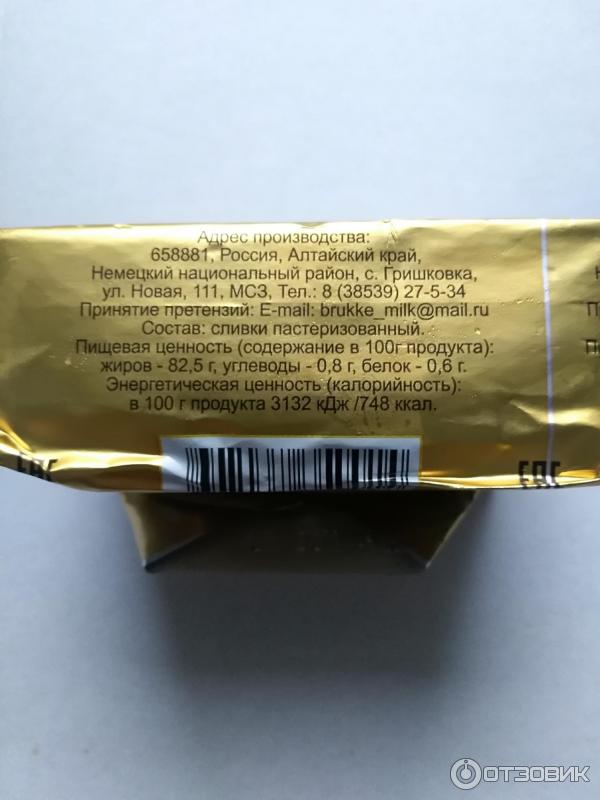 Адрес производства:
658881, Россия, Алтайский край,
Немецкий национальный район, с. Гришковка,
ул. Новая, 111, МСЗ, Тел.: 8 (38539) 27-5-34
Принятие претензий: E-mail: brukke_milk@mail.ru
Состав: сливки пастеризованный.
Пищевая ценность (содержание в 100г продукта):
жиров - 82,5 г, углеводы - 0,8 г, белок - 0,6 г.
Энергетическая ценность (калорийность):
в 100 г продукта 3132 кДж /748 ккал.
ЕАС
ЕАС
ОТЗОВИК